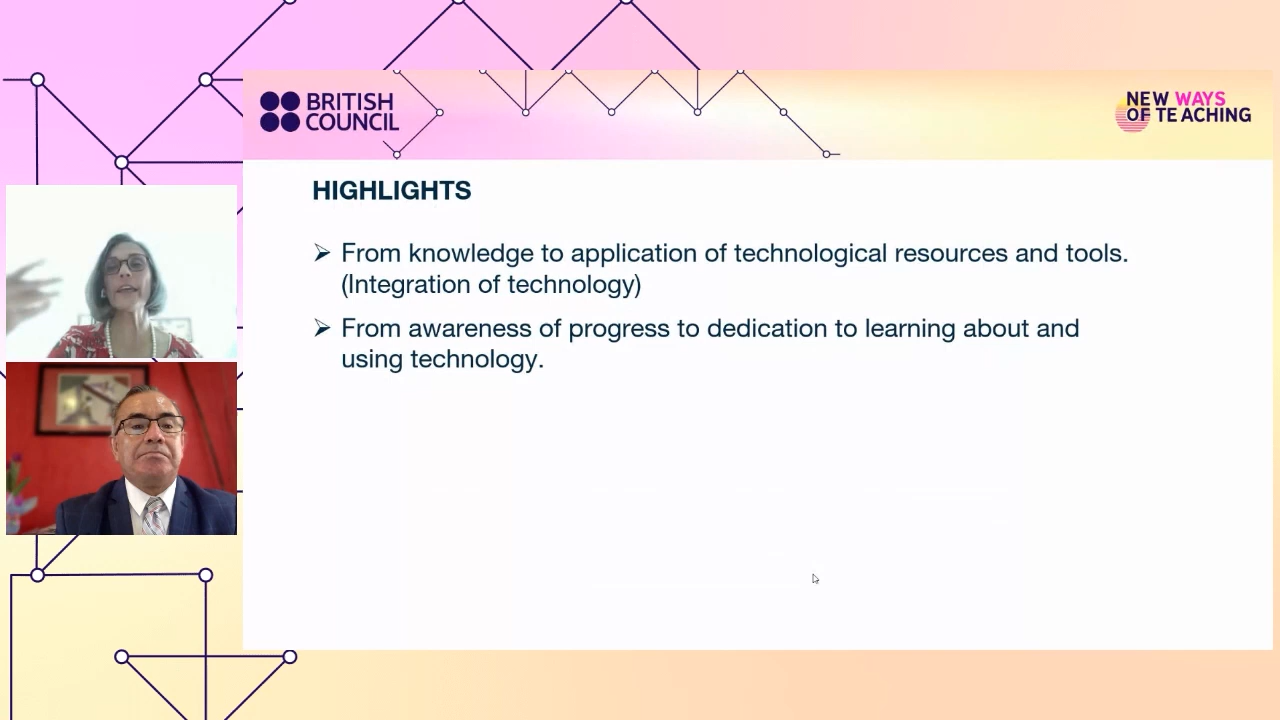 BRITISH
COUNCIL
NEW WAYS
OF TEACHING
HIGHLIGHTS
➢ From knowledge to application of technological resources and tools.
(Integration of technology)
➢ From awareness of progress to dedication to learning about and
using technology.